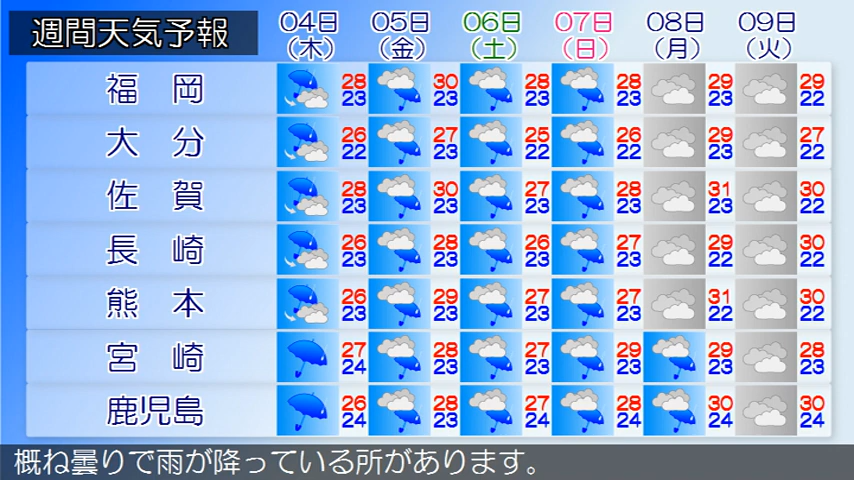 週間天気予報 04日 05日 06日 07日 08日 09日
(木) (金) (土) (日) (月) (火)
福岡 28 30 28 28 29 29
23 23 23 23 23 22
大分 26 27 25 26 29 27
22 23 22 22 23 22
佐賀 28 30 27 28 31 30
23 23 23 23 23 22
長崎 26 28 26 27 29 30
23 23 23 23 22 22
熊本 26 29 27 27 31 30
23 23 23 23 22 22
宮崎 27 28 27 29 29 28
24 23 23 23 23 23
鹿児島 26 28 27 28 30 30
24 23 24 24 24 24
概ね曇りで雨が降っている所があります。